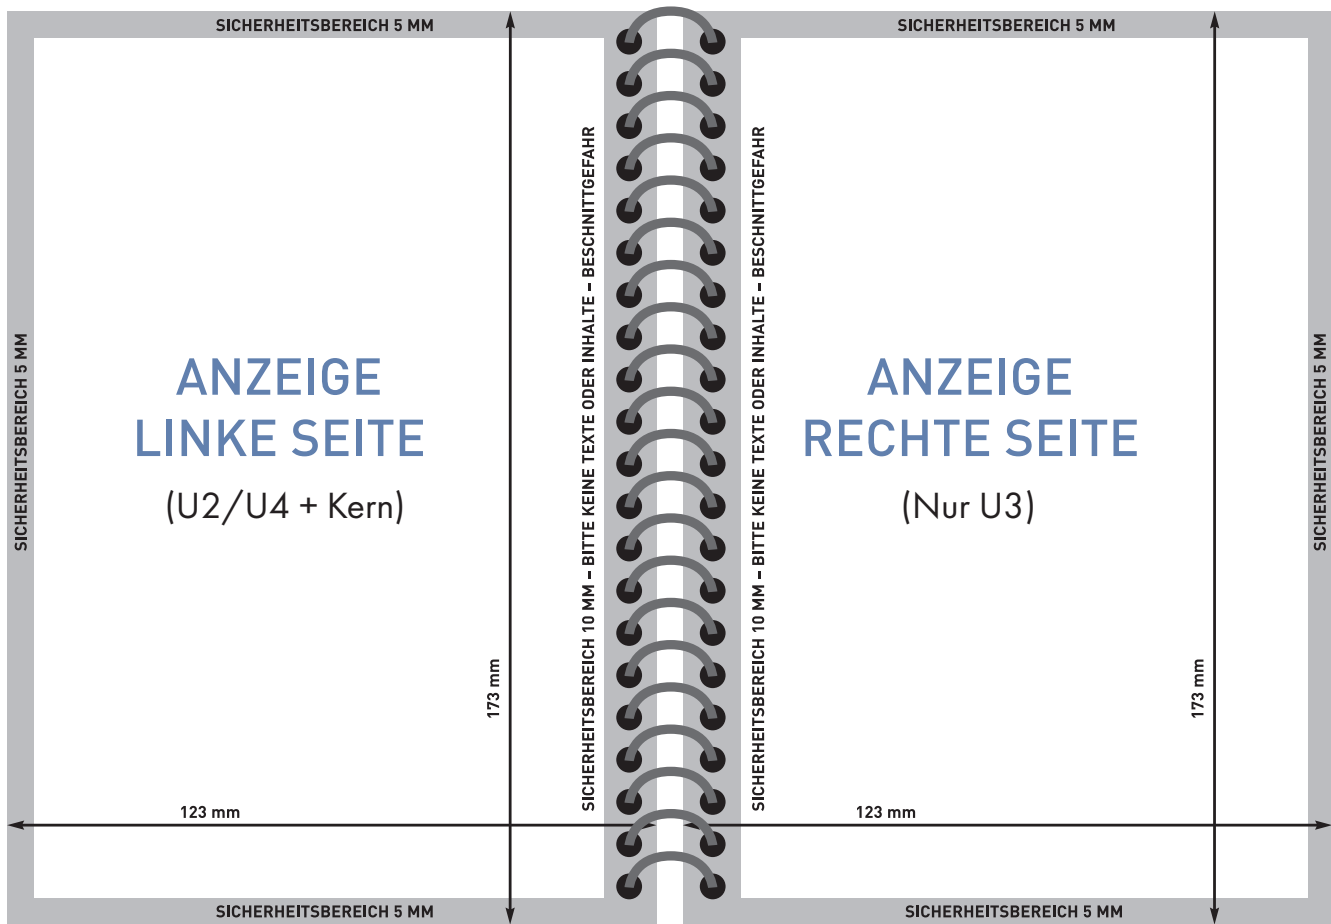 SICHERHEITSBEREICH 5 MM
SICHERHEITSBEREICH 5 MM
SICHERHEITSBEREICH 5 MM
ANZEIGE
LINKE SEITE
(U2/U4 + Kern)
173 mm
123 mm
SICHERHEITSBEREICH 10 MM – BITTE KEINE TEXTE ODER INHALTE – BESCHNITTGEFAHR
SICHERHEITSBEREICH 10 MM – BITTE KEINE TEXTE ODER INHALTE – BESCHNITTGEFAHR
ANZEIGE
RECHTE SEITE
(Nur U3)
173 mm
123 mm
SICHERHEITSBEREICH 5 MM
SICHERHEITSBEREICH 5 MM
SICHERHEITSBEREICH 5 MM